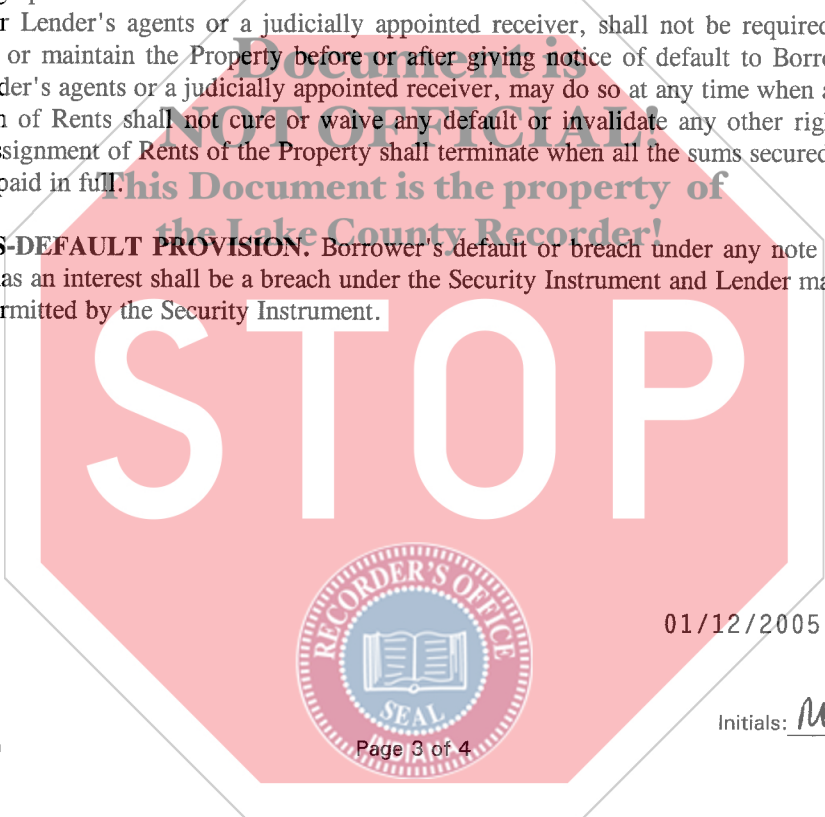 r Lender's agents or a judicially appointed receiver, shall not be required
or maintain the Property before or after giving notice of default to Borro
Document is
der's agents or a judicially appointed receiver, may do so at any time when a
n of Rents shall not cure or waive any default or invalidate any other rig
NOT OFFICIAL!
ssignment of Rents of the Property shall terminate when all the sums secured
paid in full.
This Document is the property of
the Lake County Recorder!
S-DEFAULT PROVISION. Borrower's default or breach under any note
as an interest shall be a breach under the Security Instrument and Lender ma
rmitted by the Security Instrument.
STOP
RECORDER'S OFFICE
SEAL
INDIANA
01/12/2005
Initials:
Page 3 of 4